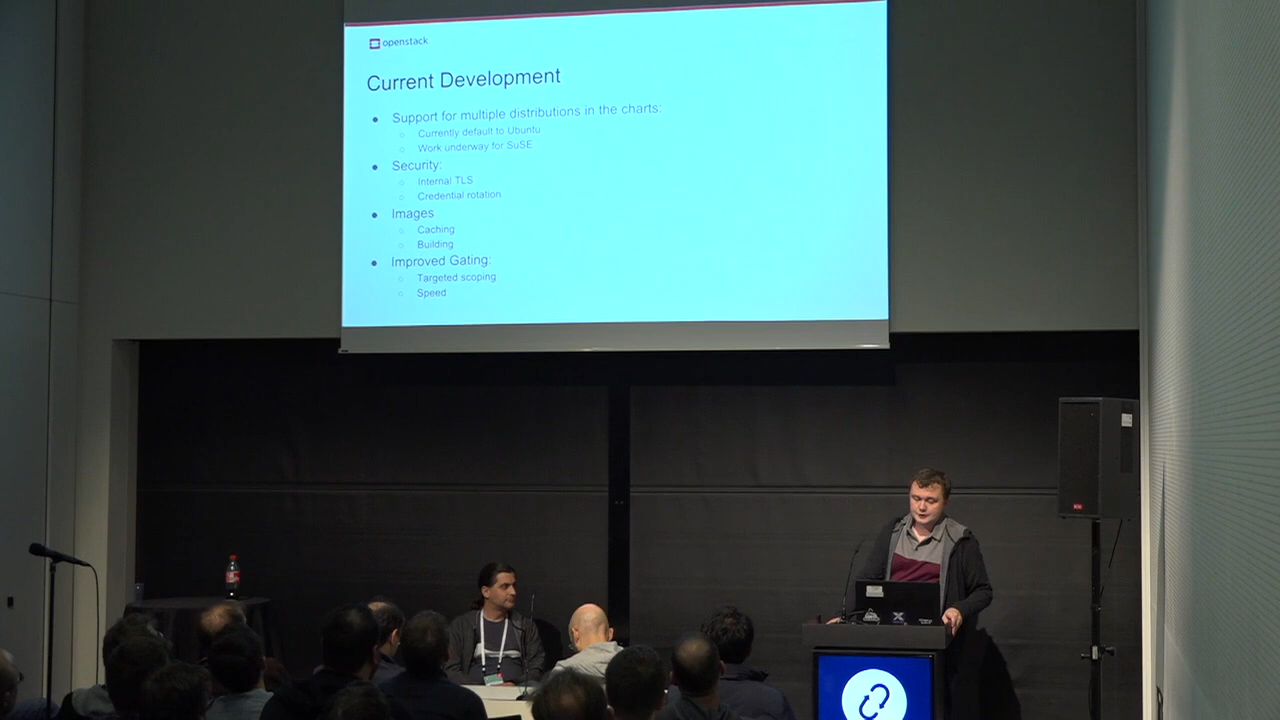 openstack
Current Development
Support for multiple distributions in the charts:
Currently default to Ubuntu
Work underway for SuSE
Security:
Internal TLS
Credential rotation
Images
Caching
Building
Improved Gating:
Targeted scoping
Speed